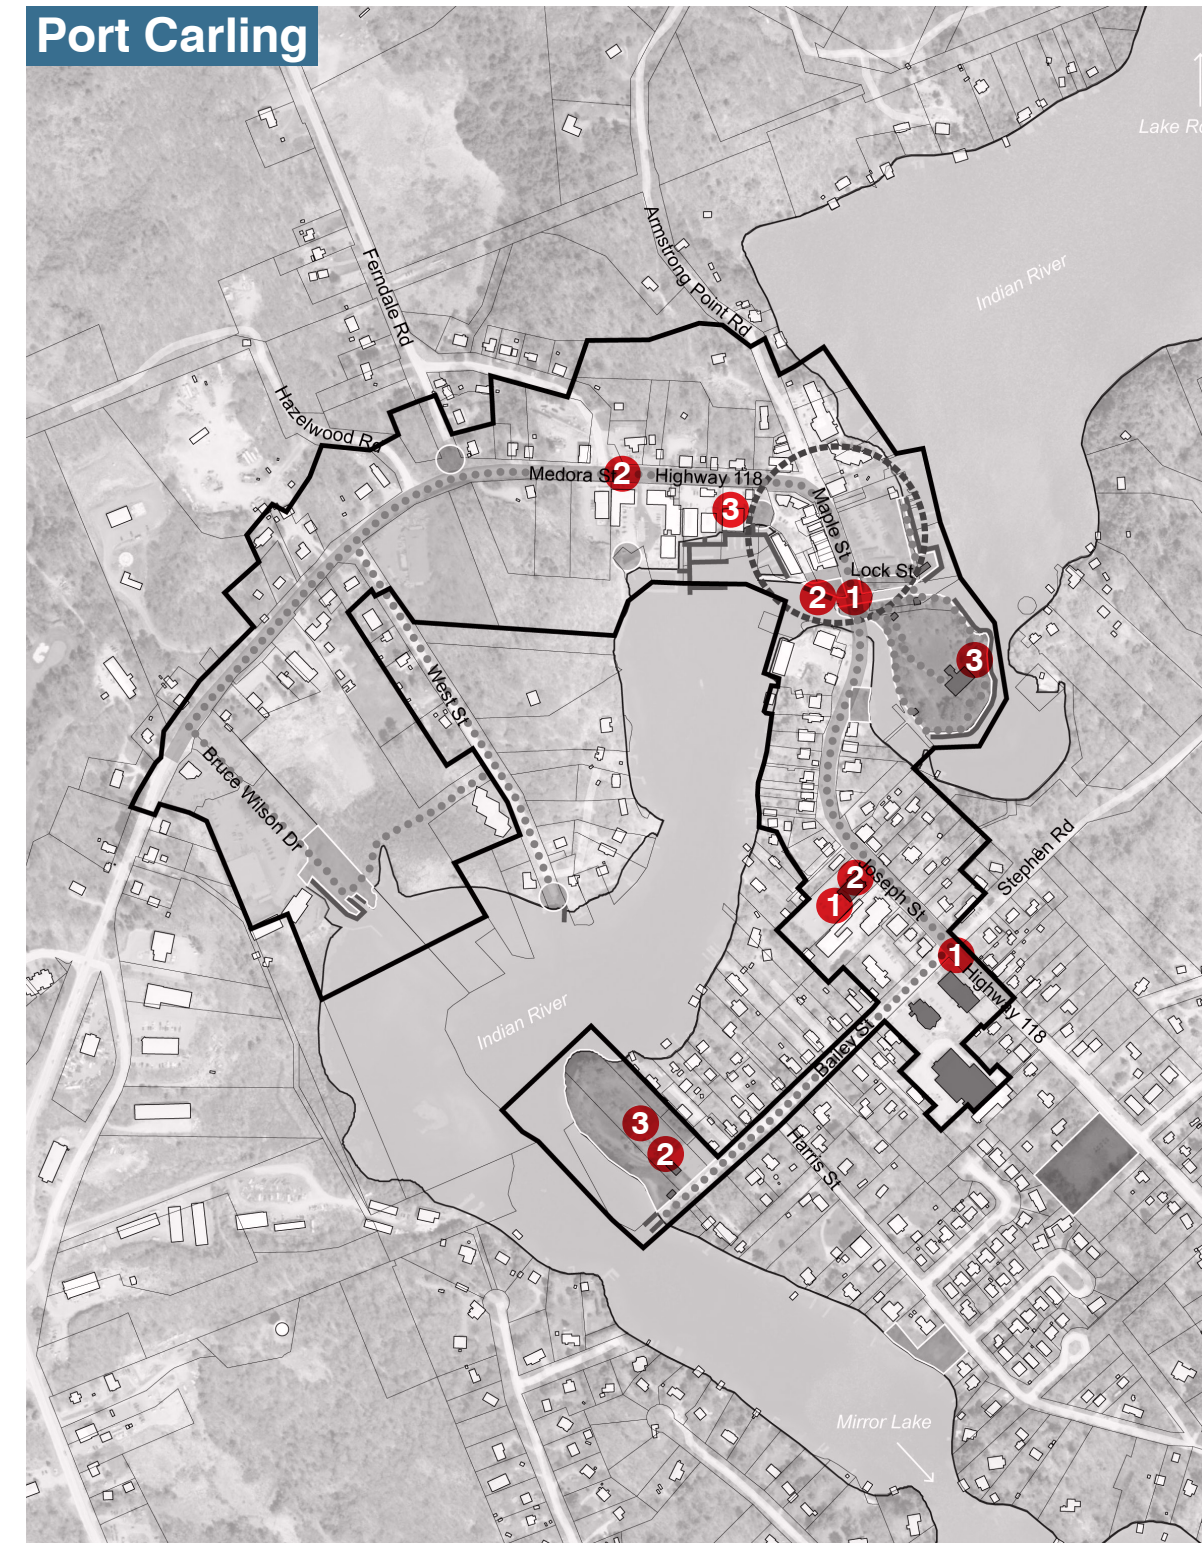 Port Carling
Lake Ro
Indian River
Armstrong Point Rd
Ferndale Rd
Hazelwood Rd
Medora St
2
Highway 118
3
Maple St
Lock St
2
1
3
West St
Bruce Wilson Dr
Stephen Rd
2
Joseph St
1
1
Highway 118
Indian River
Bailey St
3
2
Harris St
Mirror Lake